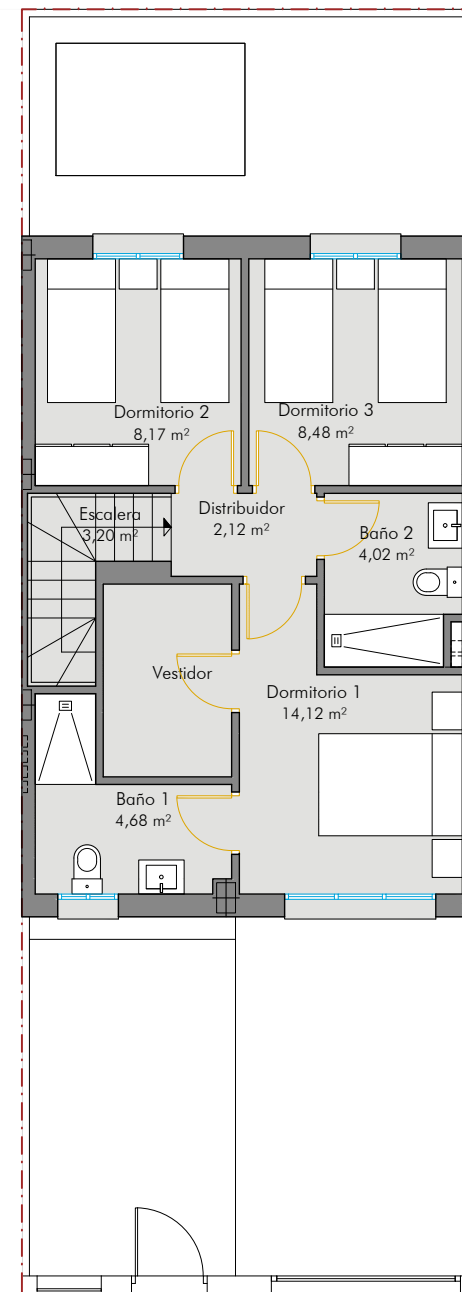 Dormitorio 2
8,17 m²
Dormitorio 3
8,48 m²
Escalera
3,20 m²
Distribuidor
2,12 m²
Baño 2
4,02 m²
Vestidor
Dormitorio 1
14,12 m²
Baño 1
4,68 m²